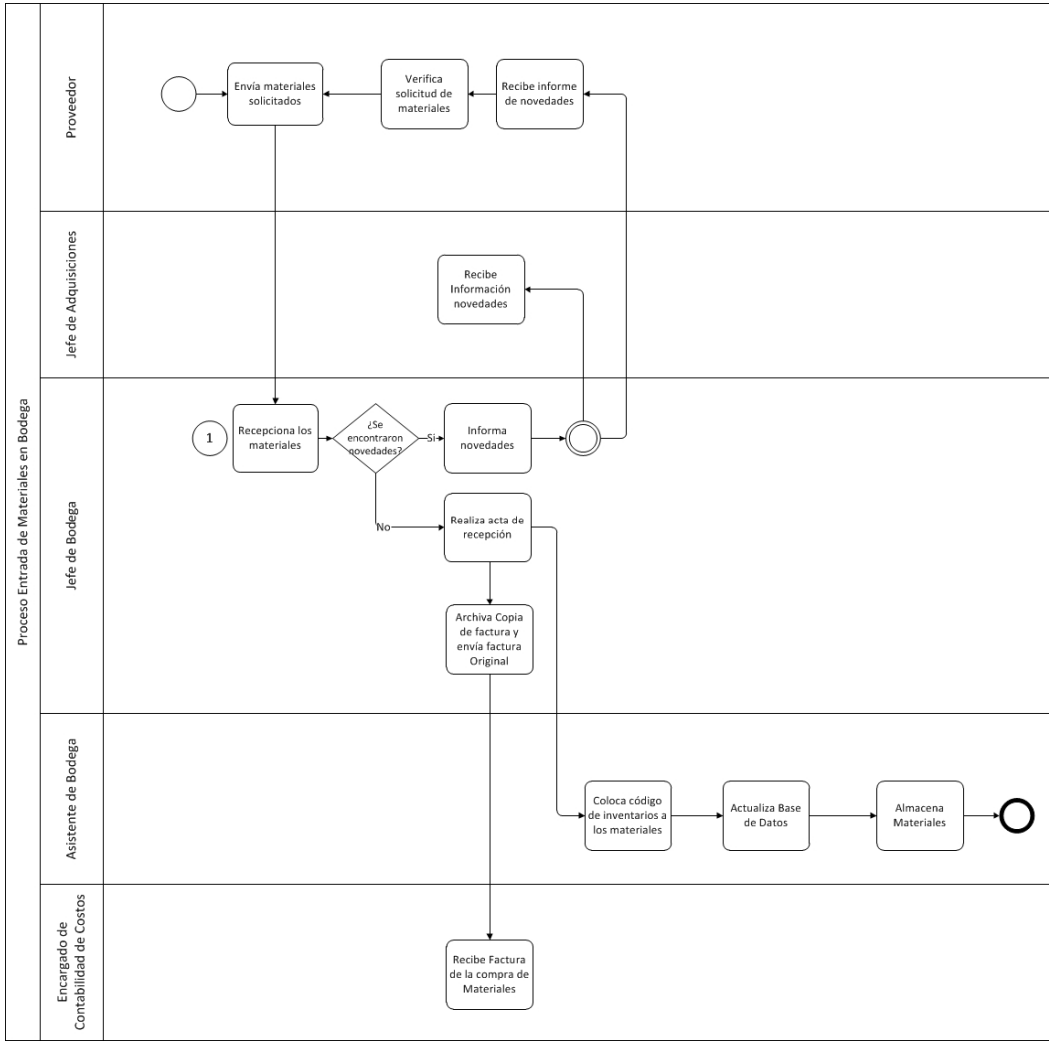 Proceso Entrada de Materiales en Bodega
Proveedor
Envía materiales
solicitados
Verifica
solicitud de
materiales
Recibe informe
de novedades
Jefe de Adquisiciones
Recibe
Información
novedades
Jefe de Bodega
1
Recepciona los
materiales
¿Se
encontraron
novedades?
Si
Informa
novedades
No
Realiza acta de
recepción
Archiva Copia
de factura y
envía factura
Original
Asistente de Bodega
Coloca código
de inventarios a
los materiales
Actualiza Base
de Datos
Almacena
Materiales
Encargado de
Contabilidad de Costos
Recibe Factura
de la compra de
Materiales